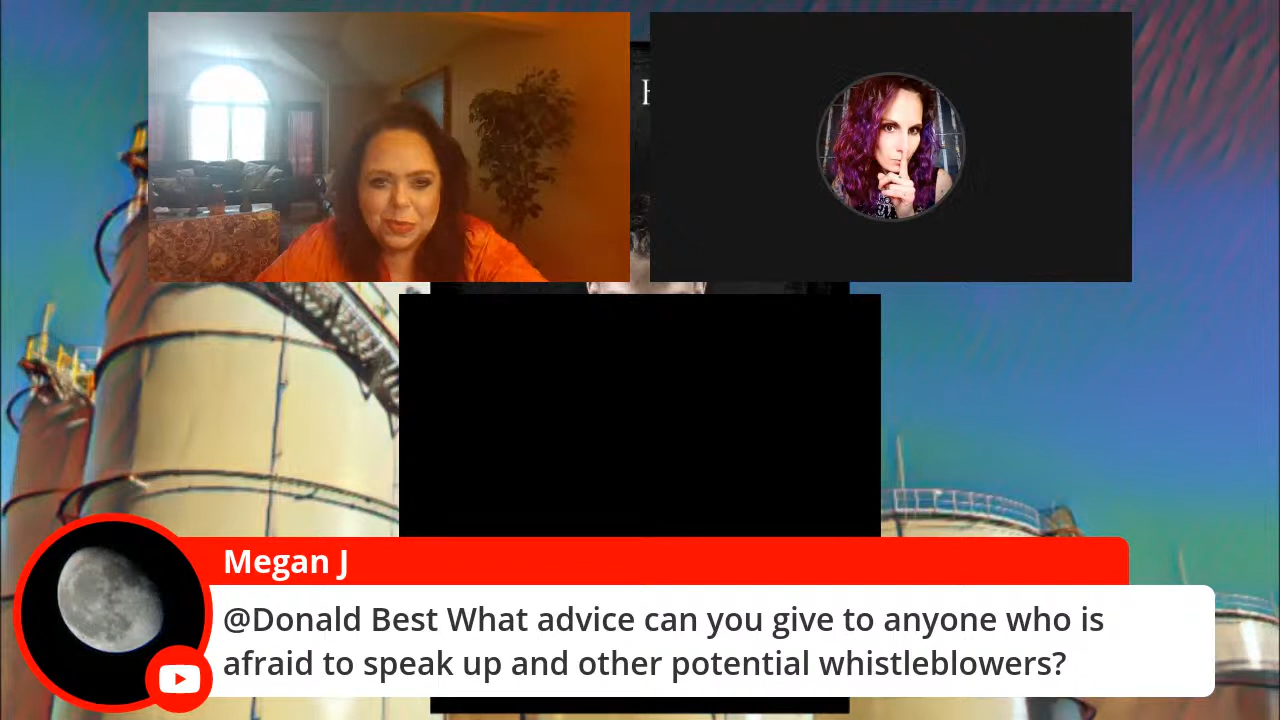 Megan J
@Donald Best What advice can you give to anyone who is
afraid to speak up and other potential whistleblowers?